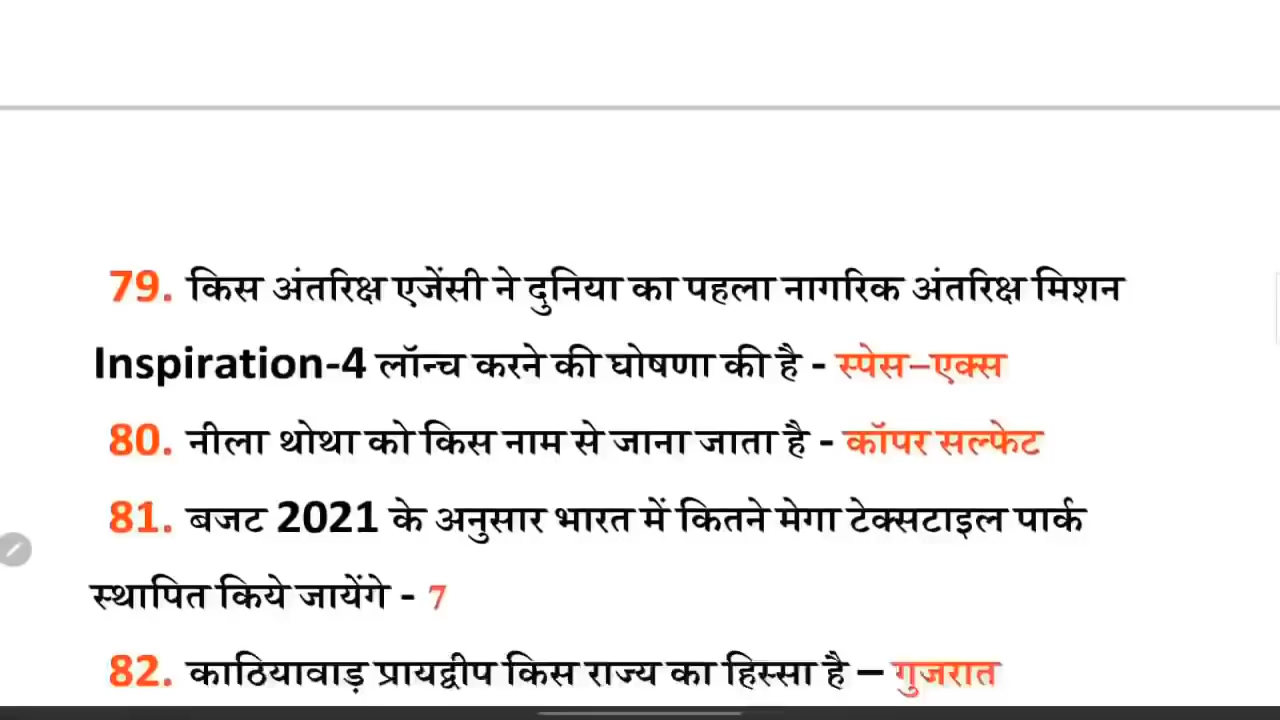 79. किस अंतरिक्ष एजेंसी ने दुनिया का पहला नागरिक अंतरिक्ष मिशन
Inspiration-4 लॉन्च करने की घोषणा की है - स्पेस–एक्स
80. नीला थोथा को किस नाम से जाना जाता है - कॉपर सल्फेट
81. बजट 2021 के अनुसार भारत में कितने मेगा टेक्सटाइल पार्क
स्थापित किये जायेंगे - 7
82. काठियावाड़ प्रायद्वीप किस राज्य का हिस्सा है – गुजरात